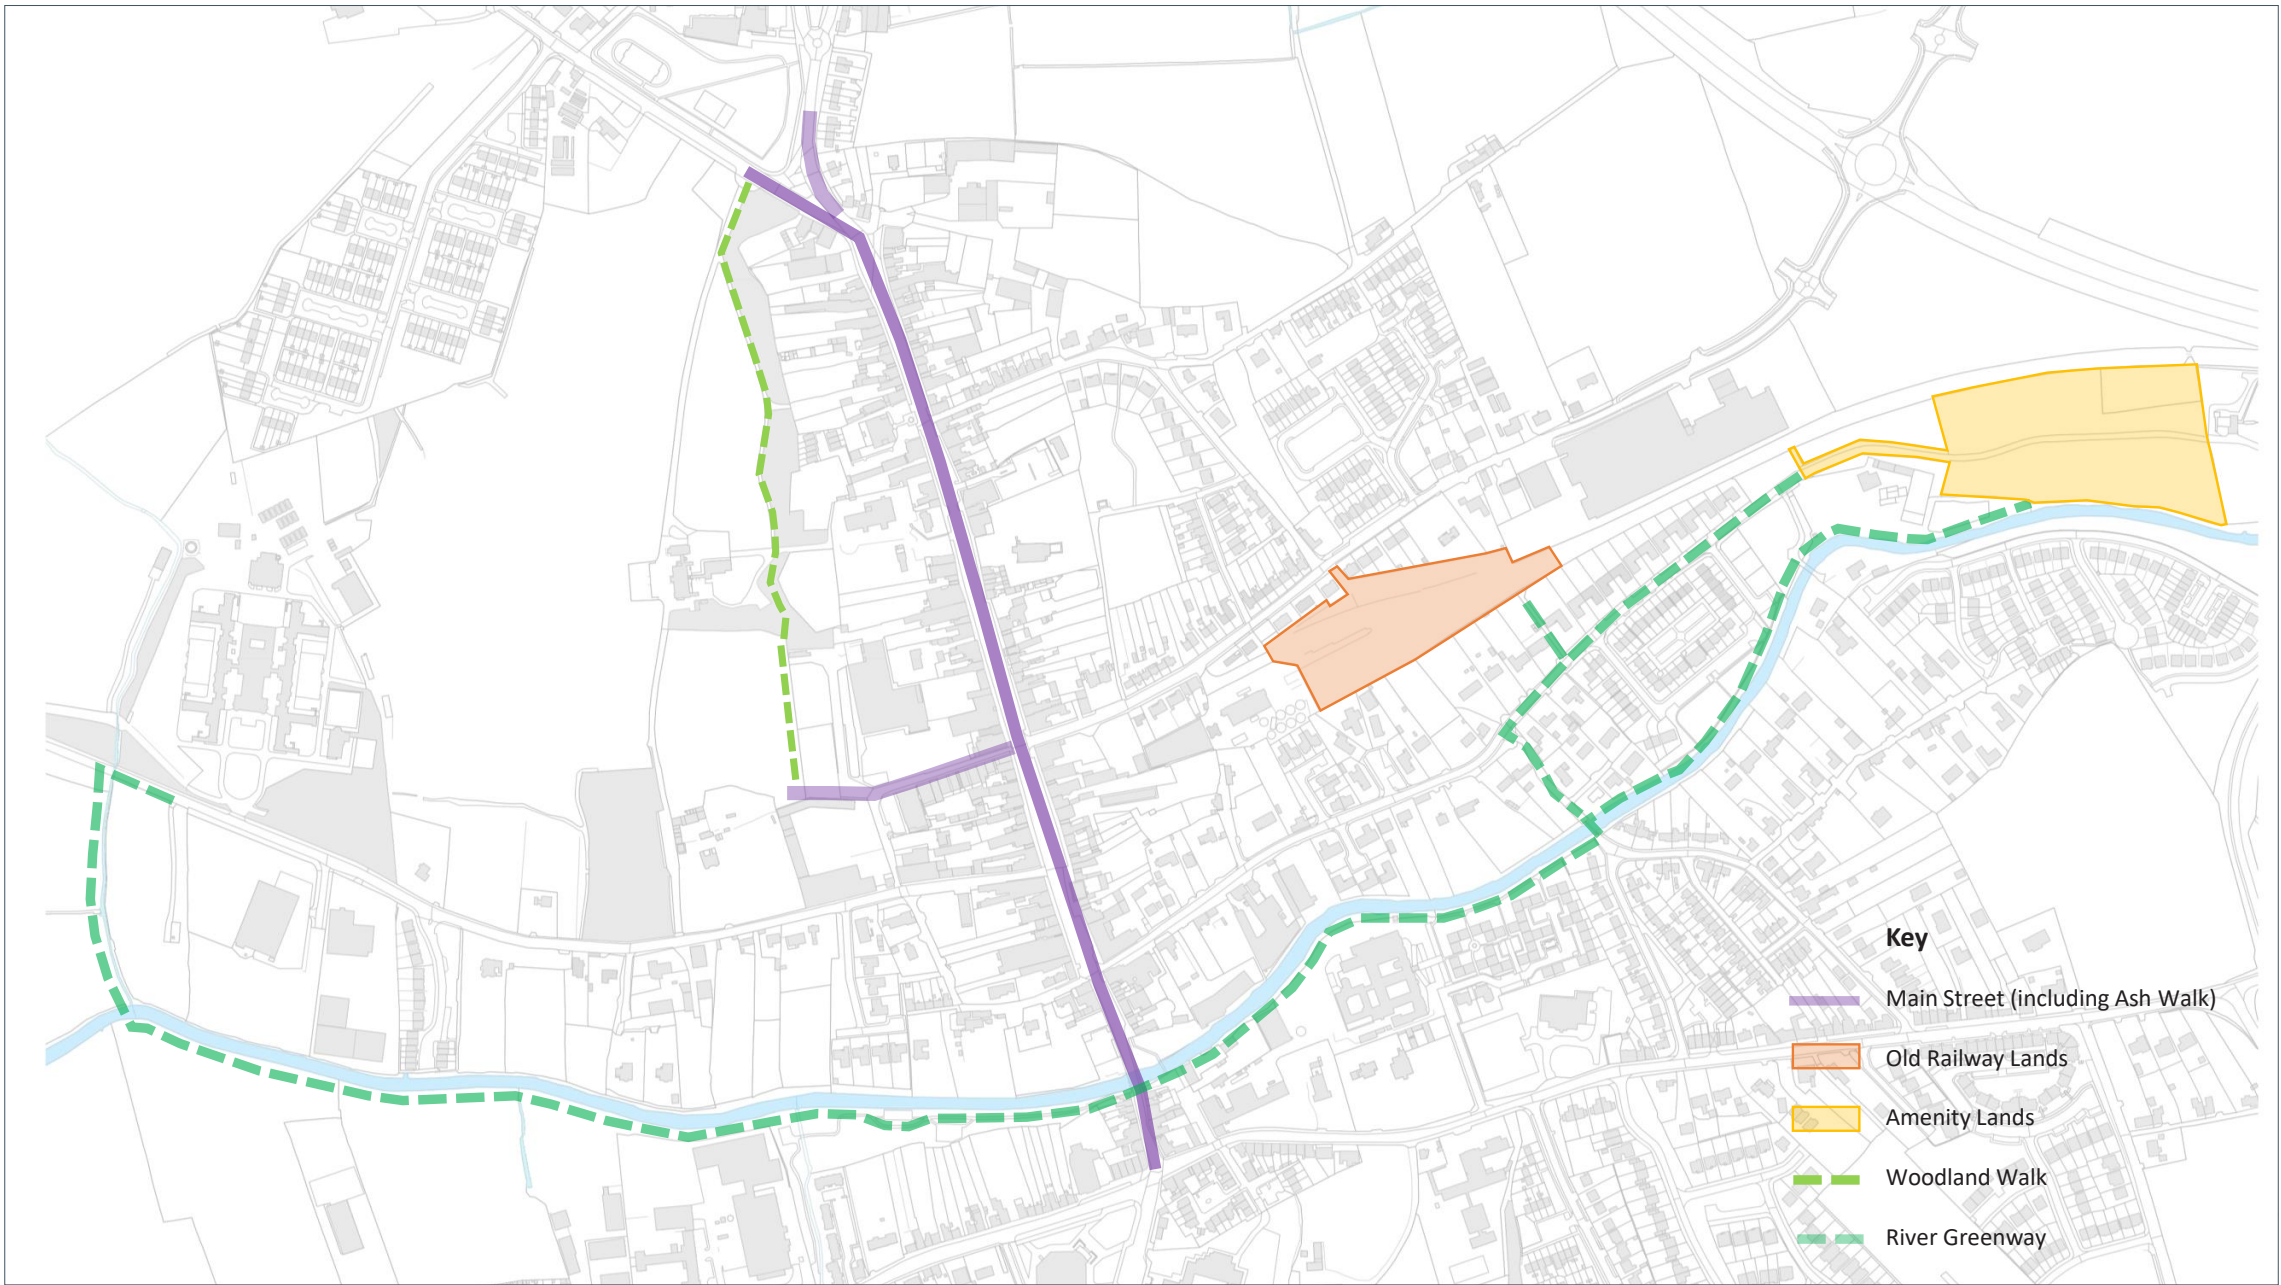 Key
Main Street (including Ash Walk)
Old Railway Lands
Amenity Lands
Woodland Walk
River Greenway